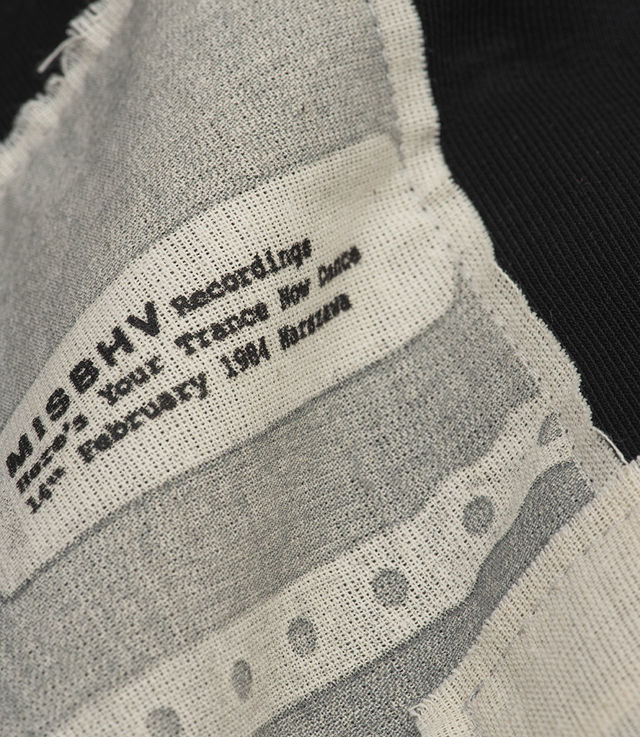 MISBHV Recordings
Here's Your Trance Now Dance
14th February 1984 Warszawa